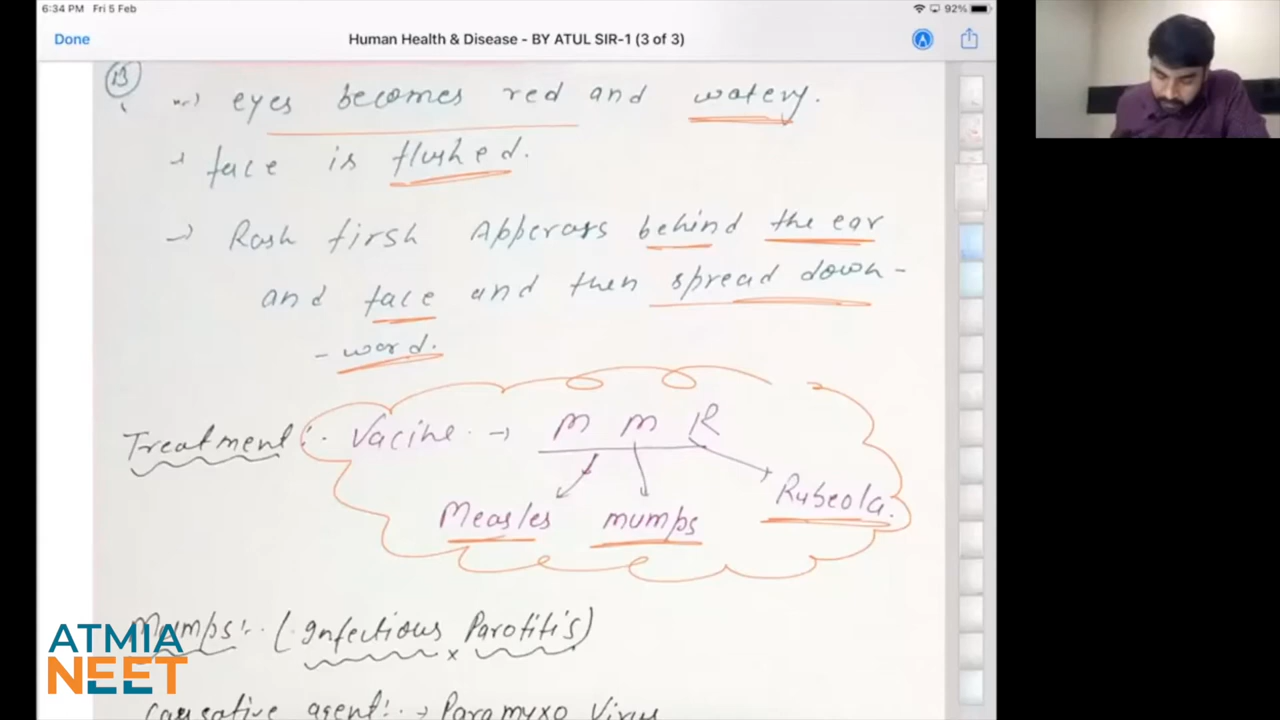 6:34 PM Fri 5 Feb
92%
Done
Human Health & Disease - BY ATUL SIR-1 (3 of 3)
13
eyes becomes red and watery.
→ face is flushed.
→ Rash firsh Apperars behind the ear
and face and then spread down-
- word.
Treatment:. Vacine. → M M R
Measles mumps Rubeola.
Mumps:. (Infectious Parotitis)
x
Causative agent:. → Paramyxo Virus
ATMIA
NEET